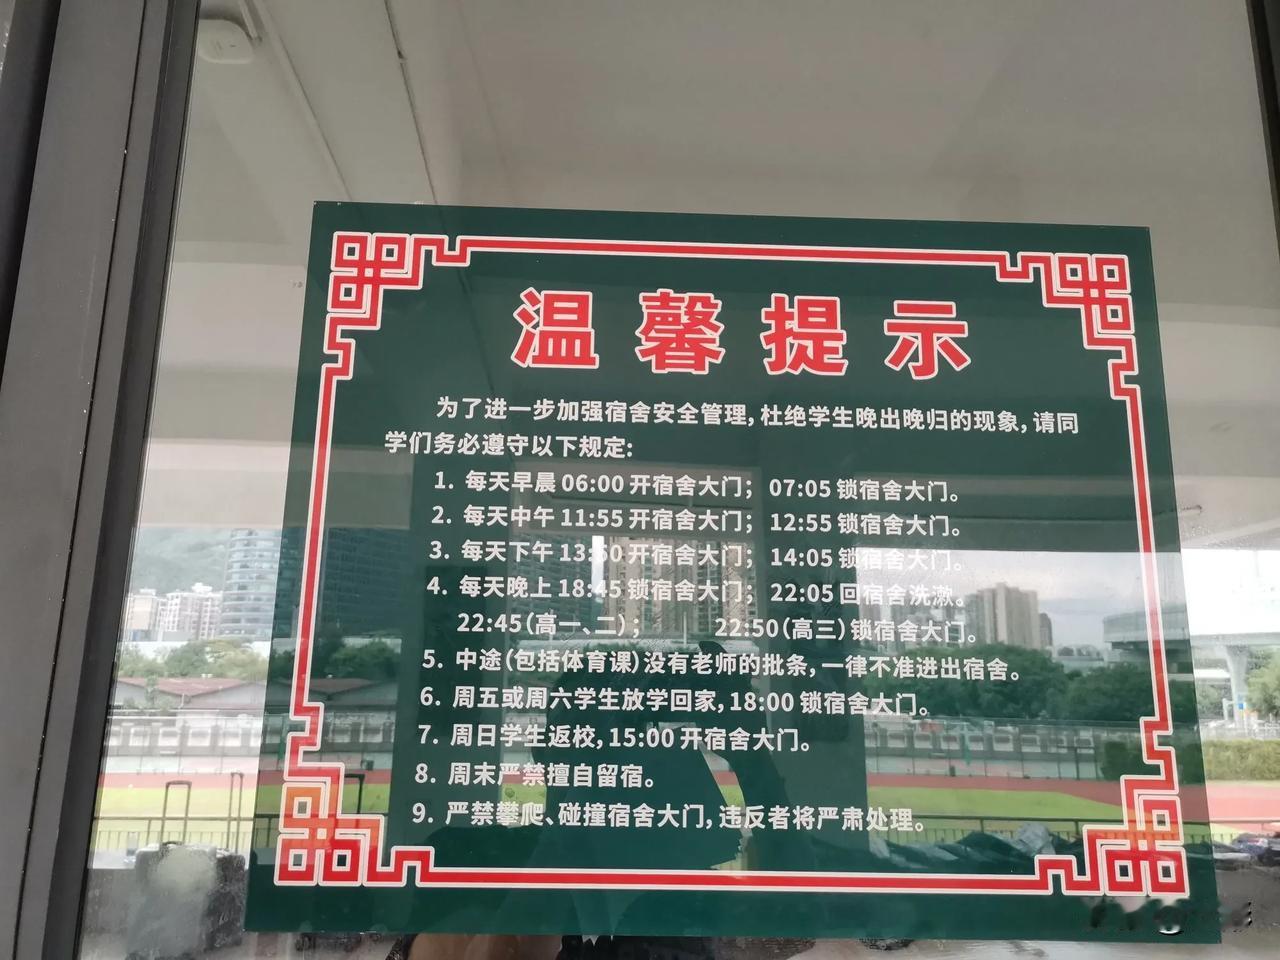 温馨提示
为了进一步加强宿舍安全管理，杜绝学生晚出晚归的现象，请同
学们务必遵守以下规定：
1. 每天早晨 06:00 开宿舍大门； 07:05 锁宿舍大门。
2. 每天中午 11:55 开宿舍大门； 12:55 锁宿舍大门。
3. 每天下午 13:50 开宿舍大门； 14:05 锁宿舍大门。
4. 每天晚上 18:45 锁宿舍大门； 22:05 回宿舍洗漱。
22:45（高一、二）； 22:50（高三）锁宿舍大门。
5. 中途（包括体育课）没有老师的批条，一律不准进出宿舍。
6. 周五或周六学生放学回家，18:00 锁宿舍大门。
7. 周日学生返校，15:00 开宿舍大门。
8. 周末严禁擅自留宿。
9. 严禁攀爬、碰撞宿舍大门，违反者将严肃处理。